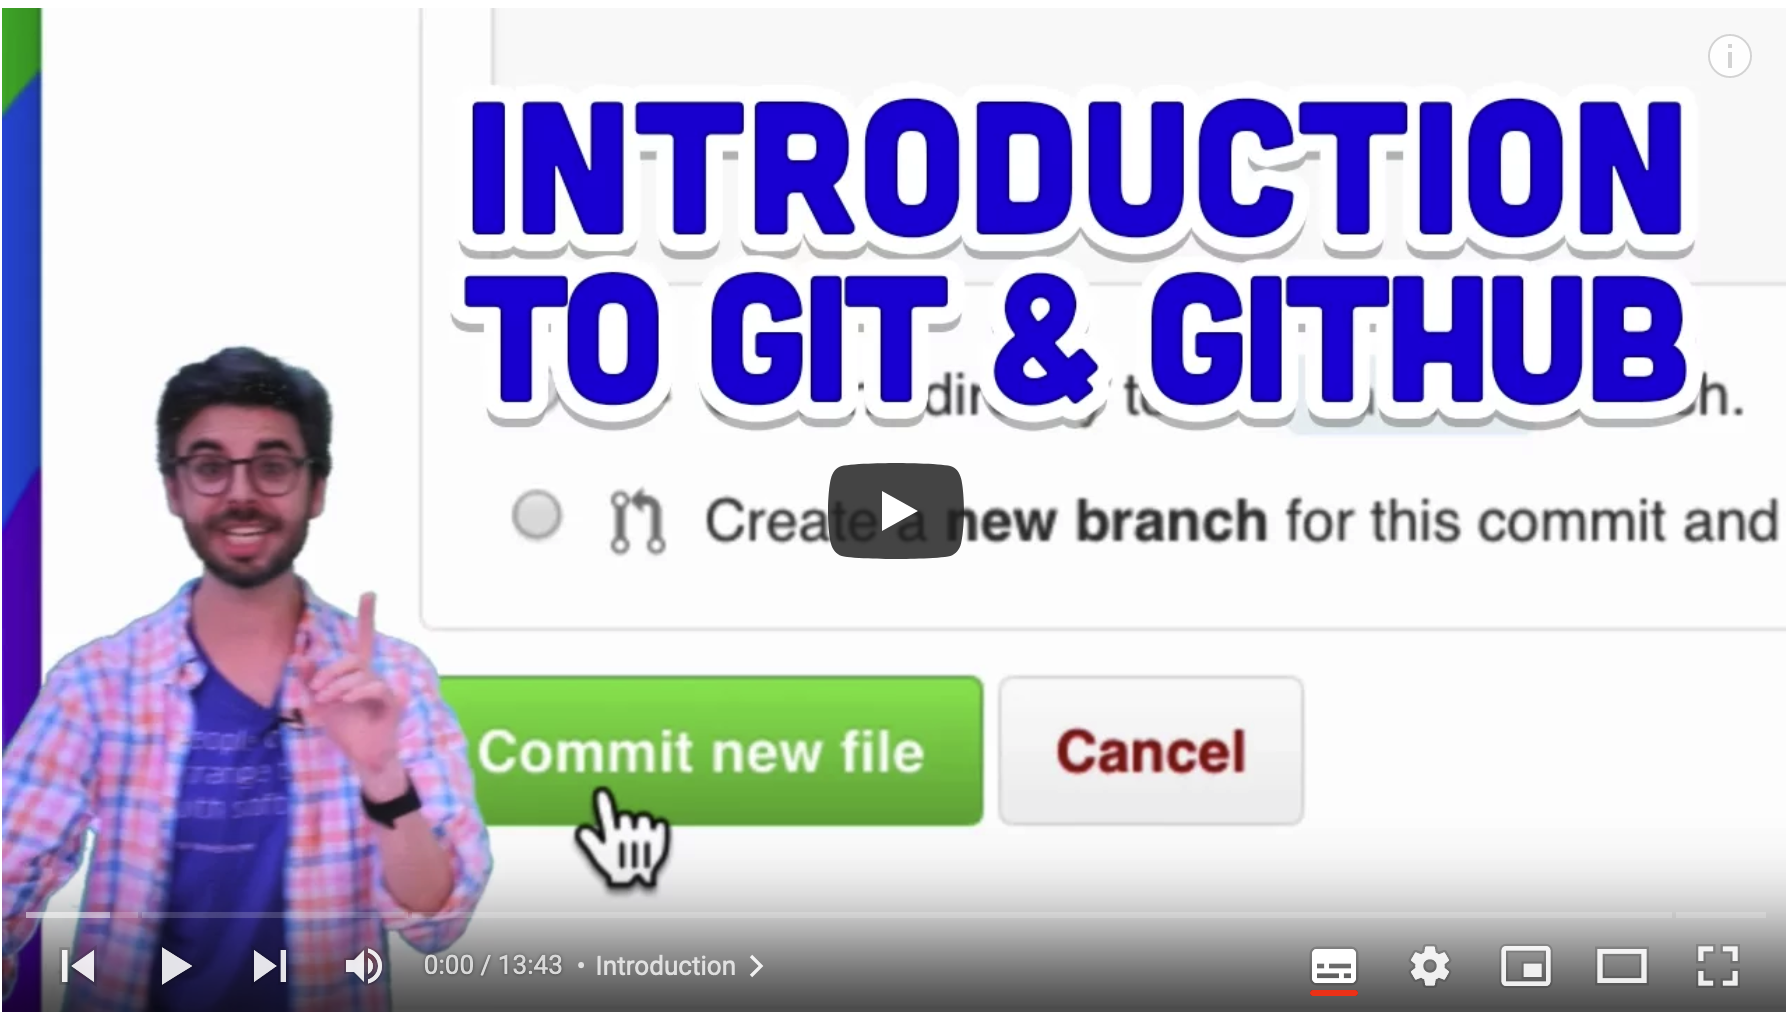 INTRODUCTION
TO GIT & GITHUB
Create a new branch for this commit and
Commit new file
Cancel
0:00 / 13:43 • Introduction